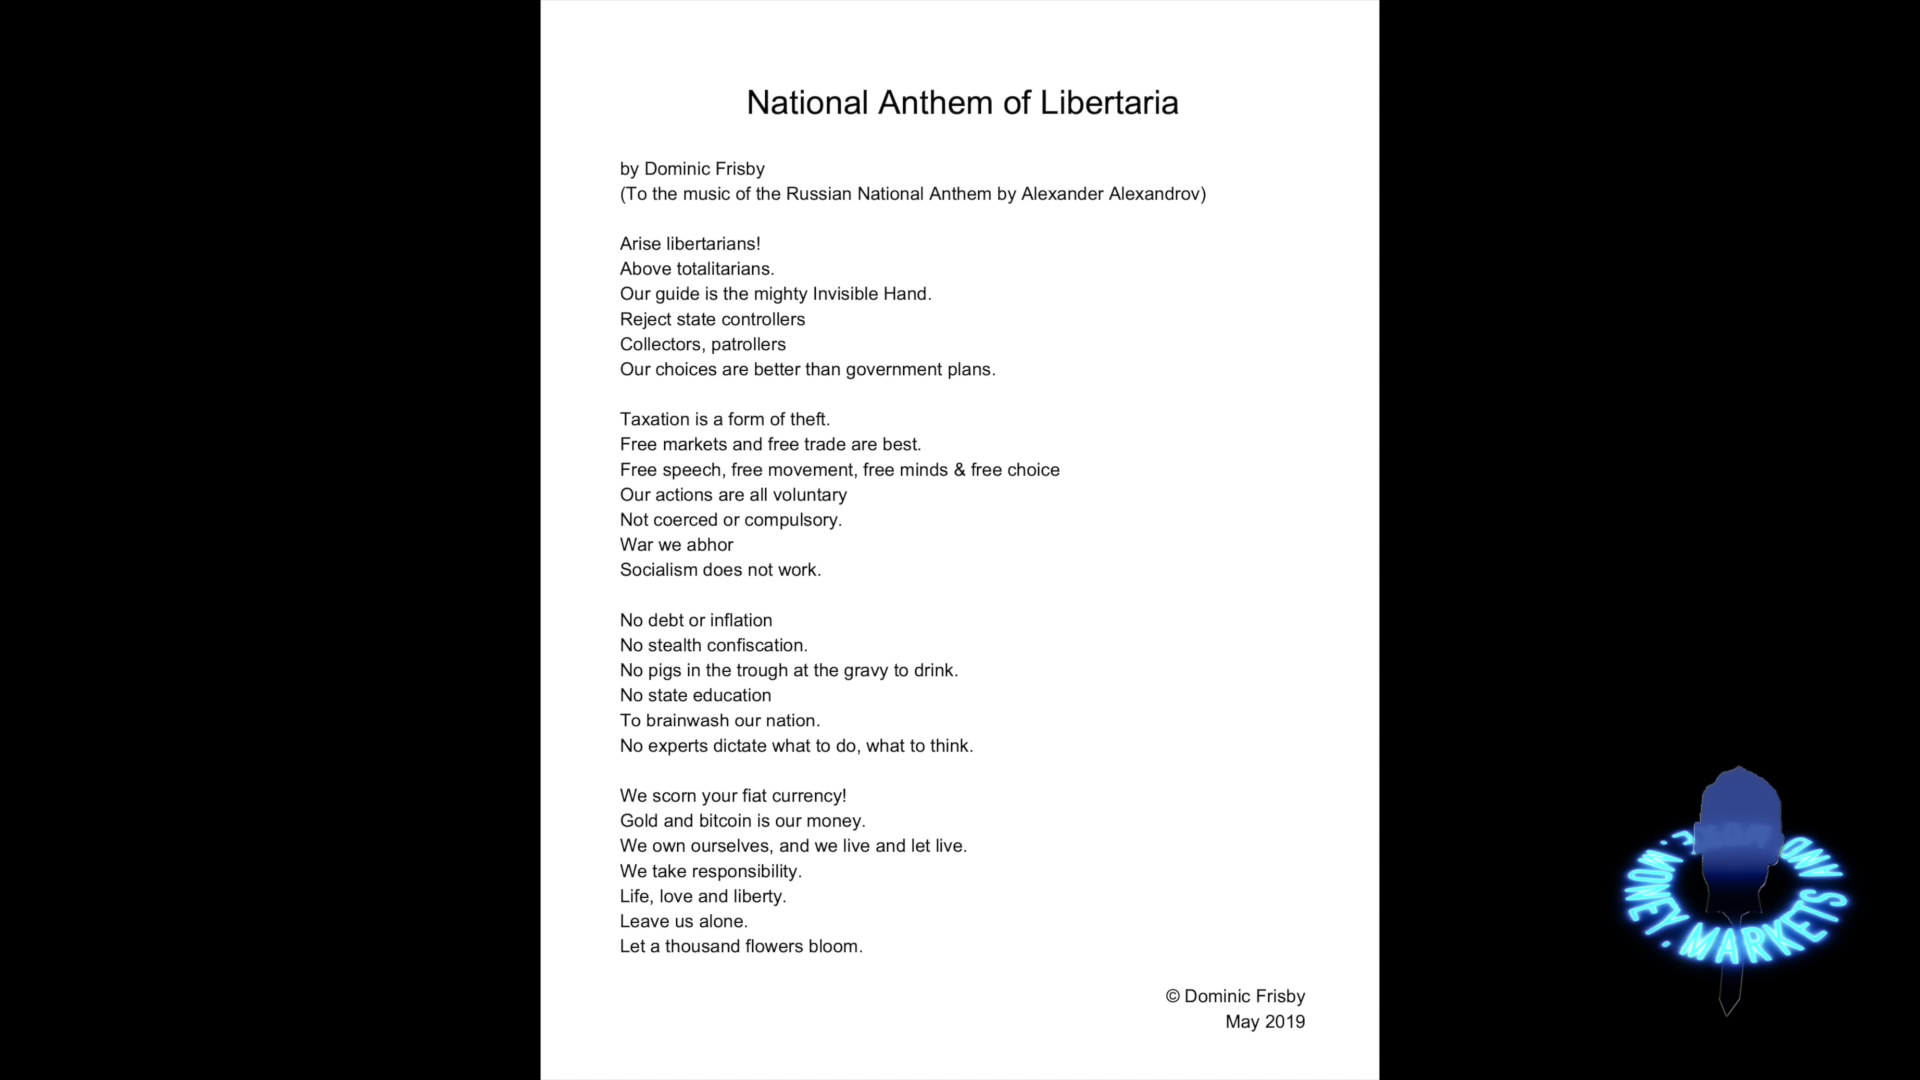 National Anthem of Libertaria
by Dominic Frisby
(To the music of the Russian National Anthem by Alexander Alexandrov)
Arise libertarians!
Above totalitarians.
Our guide is the mighty Invisible Hand.
Reject state controllers
Collectors, patrollers
Our choices are better than government plans.
Taxation is a form of theft.
Free markets and free trade are best.
Free speech, free movement, free minds & free choice
Our actions are all voluntary
Not coerced or compulsory.
War we abhor
Socialism does not work.
No debt or inflation
No stealth confiscation.
No pigs in the trough at the gravy to drink.
No state education
To brainwash our nation.
No experts dictate what to do, what to think.
We scorn your fiat currency!
Gold and bitcoin is our money.
We own ourselves, and we live and let live.
We take responsibility.
Life, love and liberty.
Leave us alone.
Let a thousand flowers bloom.
© Dominic Frisby
May 2019
MONEY. MARKETS AND